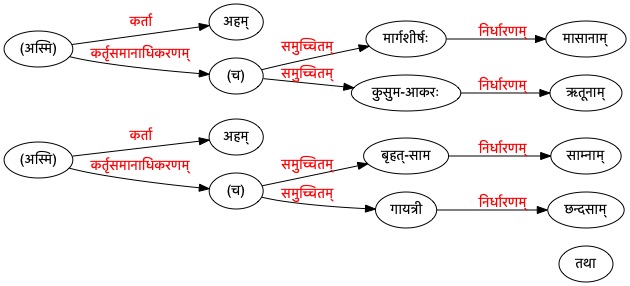 कर्ता
अहम्
(अस्मि)
कर्तृसमानाधिकरणम्
(च)
समुच्चितम्
मार्गशीर्षः
निर्धारणम्
मासानाम्
समुच्चितम्
कुसुम-आकरः
निर्धारणम्
ऋतूनाम्
कर्ता
अहम्
(अस्मि)
कर्तृसमानाधिकरणम्
(च)
समुच्चितम्
बृहत्-साम
निर्धारणम्
साम्नाम्
समुच्चितम्
गायत्री
निर्धारणम्
छन्दसाम्
तथा